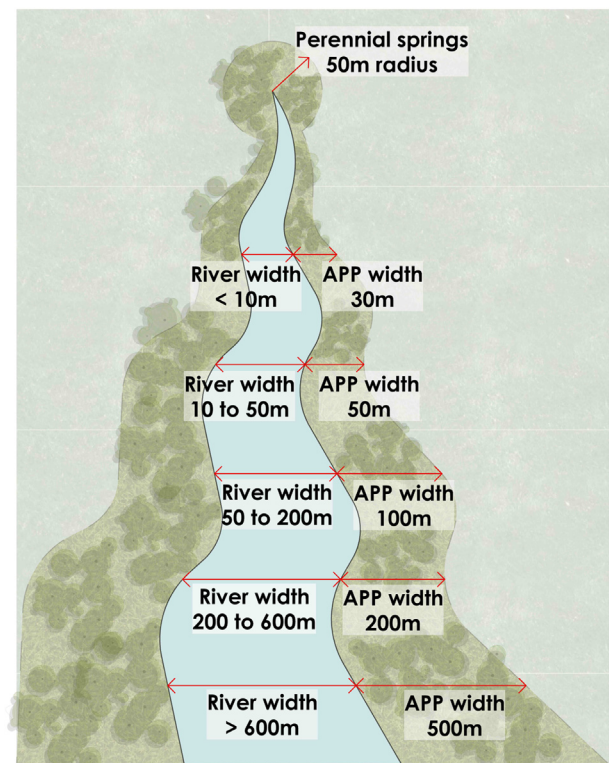 Perennial springs
50m radius
River width
< 10m
APP width
30m
River width
10 to 50m
APP width
50m
River width
50 to 200m
APP width
100m
River width
200 to 600m
APP width
200m
River width
> 600m
APP width
500m